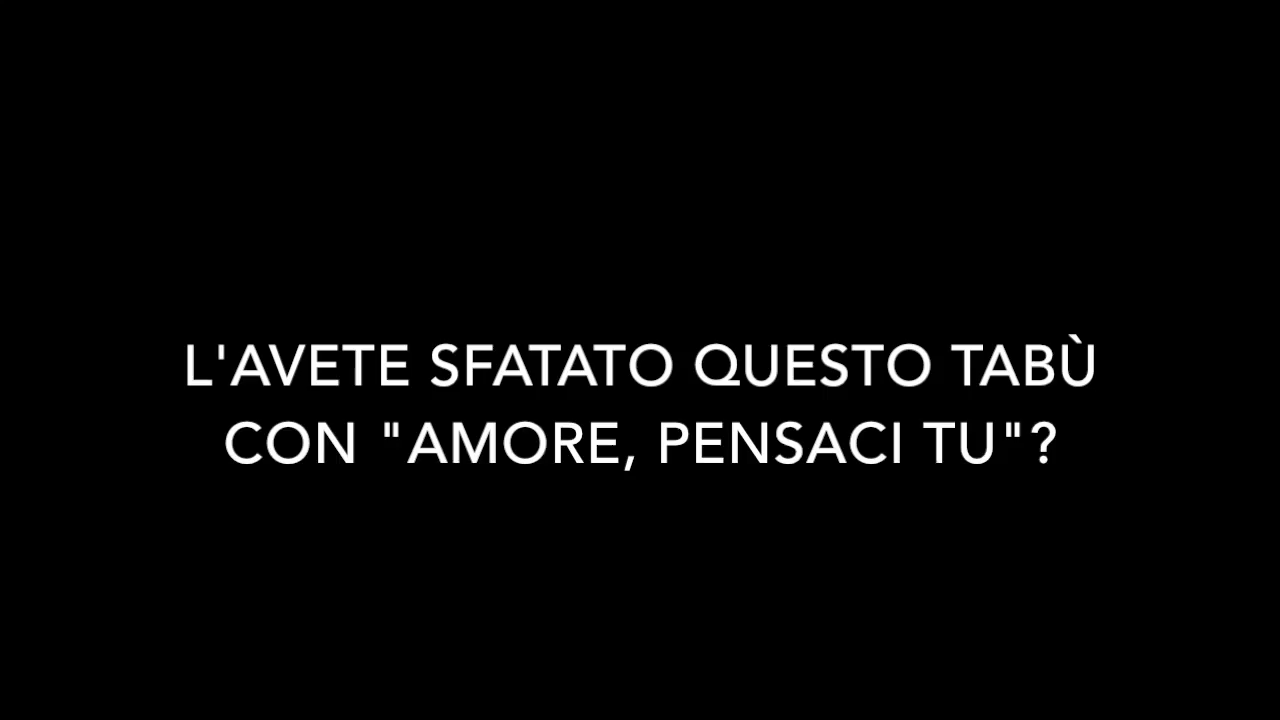 L'AVETE SFATATO QUESTO TABÙ
CON "AMORE, PENSACI TU"?